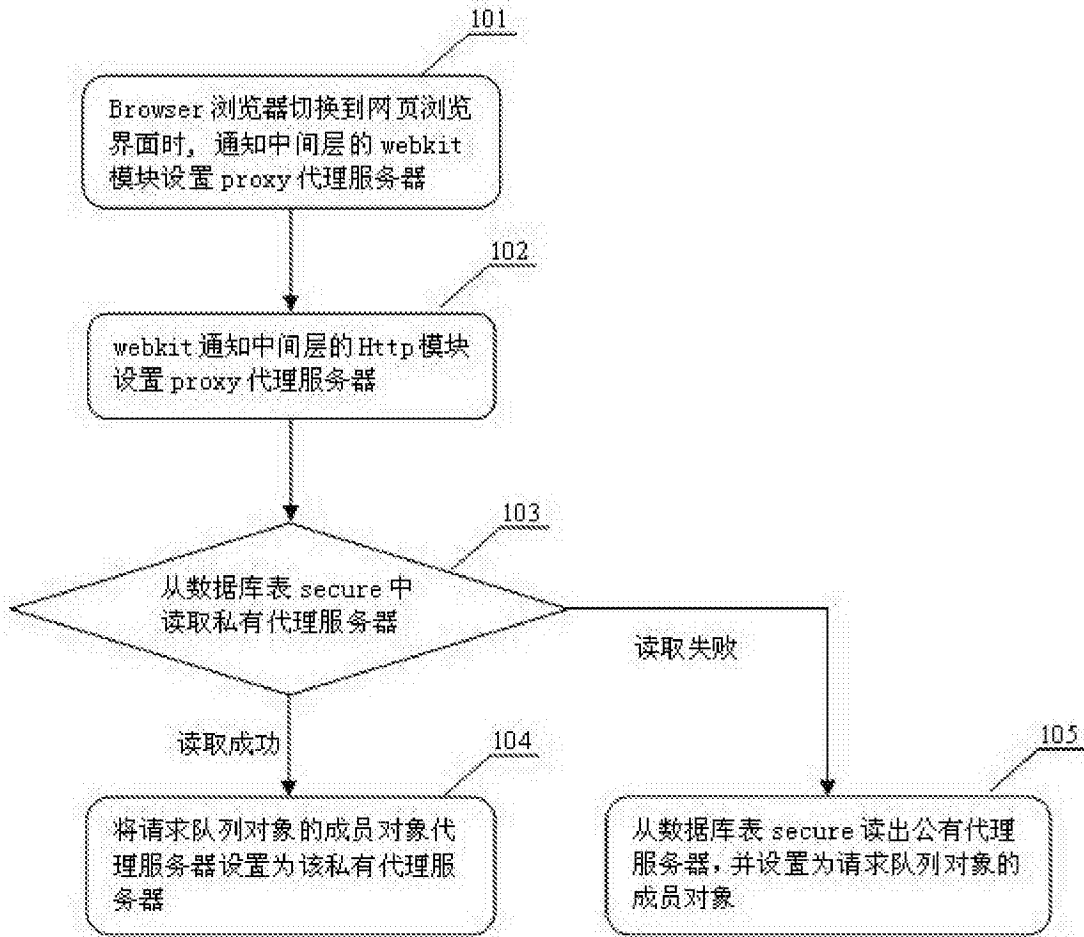 101
Browser 浏览器切换到网页浏览
界面时, 通知中间层的 webkit
模块设置 proxy 代理服务器
102
webkit 通知中间层的 Http 模块
设置 proxy 代理服务器
103
从数据库表 secure 中
读取私有代理服务器
读取失败
读取成功
104
将请求队列对象的成员对象代
理服务器设置为该私有代理服
务器
105
从数据库表 secure 读出公有代理
服务器,并设置为请求队列对象的
成员对象